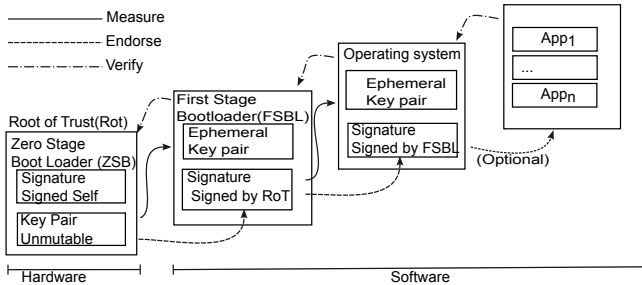 Measure
Endorse
Verify
Root of Trust(Rot)
Zero Stage
Boot Loader (ZSB)
Signature
Signed Self
Key Pair
Unmutable
First Stage
Bootloader(FSBL)
Ephemeral
Key pair
Signature
Signed by RoT
Operating system
Ephemeral
Key pair
Signature
Signed by FSBL
App1
...
Appn
(Optional)
Hardware
Software